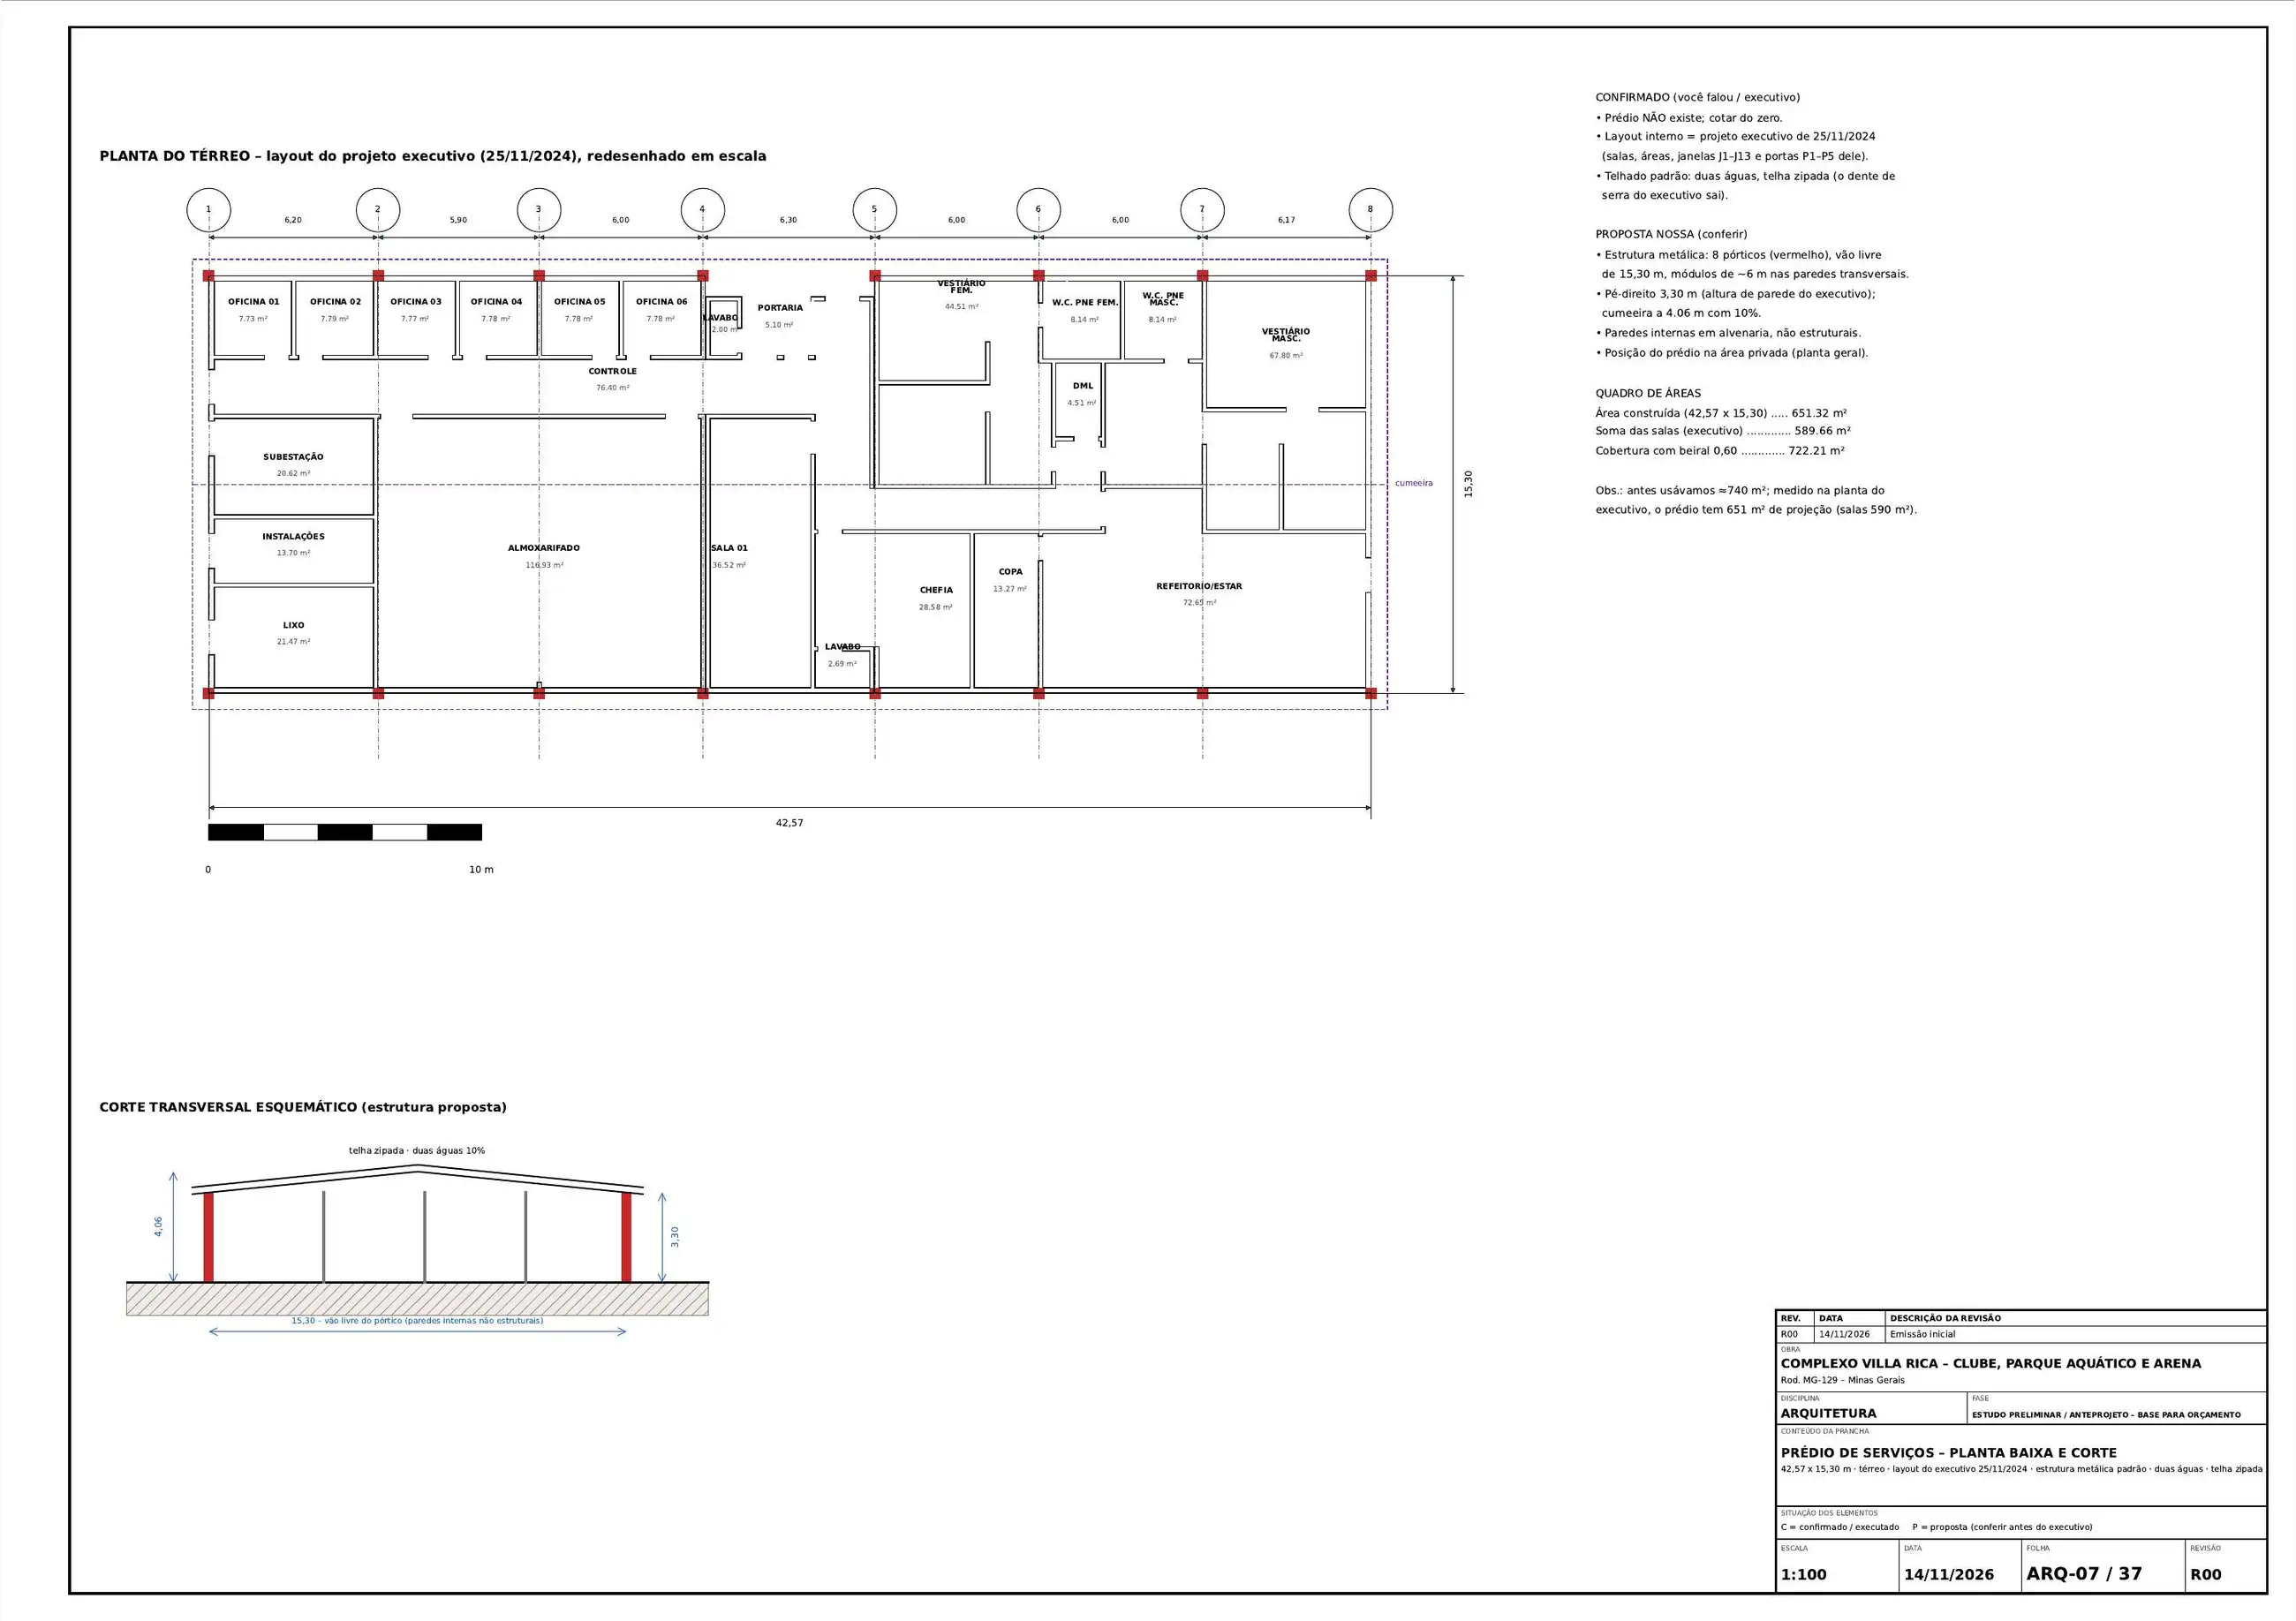 PLANTA DO TÉRREO – layout do projeto executivo (25/11/2024), redesenhado em escala
1
2
3
4
5
6
7
8
6,20
5,90
6,00
6,30
6,00
6,00
6,17
OFICINA 01
7.73 m²
OFICINA 02
7.79 m²
OFICINA 03
7.77 m²
OFICINA 04
7.78 m²
OFICINA 05
7.78 m²
OFICINA 06
7.78 m²
LAVABO
2.00 m²
PORTARIA
5.10 m²
VESTIÁRIO
FEM.
44.51 m²
W.C. PNE FEM.
8.14 m²
W.C. PNE
MASC.
8.14 m²
VESTIÁRIO
MASC.
67.80 m²
CONTROLE
76.40 m²
DML
4.51 m²
SUBESTAÇÃO
20.62 m²
cumeeira
15,30
INSTALAÇÕES
13.70 m²
ALMOXARIFADO
116.93 m²
SALA 01
36.52 m²
CHEFIA
28.58 m²
COPA
13.27 m²
REFEITORIO/ESTAR
72.65 m²
LIXO
21.47 m²
LAVABO
2.69 m²
42,57
0
10 m
CONFIRMADO (você falou / executivo)
• Prédio NÃO existe; cotar do zero.
• Layout interno = projeto executivo de 25/11/2024
(salas, áreas, janelas J1–J13 e portas P1–P5 dele).
• Telhado padrão: duas águas, telha zipada (o dente de
serra do executivo sai).
PROPOSTA NOSSA (conferir)
• Estrutura metálica: 8 pórticos (vermelho), vão livre
de 15,30 m, módulos de ~6 m nas paredes transversais.
• Pé-direito 3,30 m (altura de parede do executivo);
cumeeira a 4.06 m com 10%.
• Paredes internas em alvenaria, não estruturais.
• Posição do prédio na área privada (planta geral).
QUADRO DE ÁREAS
Área construída (42,57 x 15,30) ..... 651.32 m²
Soma das salas (executivo) ............. 589.66 m²
Cobertura com beiral 0,60 ............. 722.21 m²
Obs.: antes usávamos ≈740 m²; medido na planta do
executivo, o prédio tem 651 m² de projeção (salas 590 m²).
CORTE TRANSVERSAL ESQUEMÁTICO (estrutura proposta)
telha zipada · duas águas 10%
4,06
3,30
15,30 – vão livre do pórtico (paredes internas não estruturais)
REV. DATA DESCRIÇÃO DA REVISÃO
R00 14/11/2026 Emissão inicial
OBRA
COMPLEXO VILLA RICA – CLUBE, PARQUE AQUÁTICO E ARENA
Rod. MG-129 – Minas Gerais
DISCIPLINA FASE
ARQUITETURA ESTUDO PRELIMINAR / ANTEPROJETO – BASE PARA ORÇAMENTO
CONTEÚDO DA PRANCHA
PRÉDIO DE SERVIÇOS – PLANTA BAIXA E CORTE
42,57 x 15,30 m · térreo · layout do executivo 25/11/2024 · estrutura metálica padrão · duas águas · telha zipada
SITUAÇÃO DOS ELEMENTOS
C = confirmado / executado P = proposta (conferir antes do executivo)
ESCALA DATA FOLHA REVISÃO
1:100 14/11/2026 ARQ-07 / 37 R00